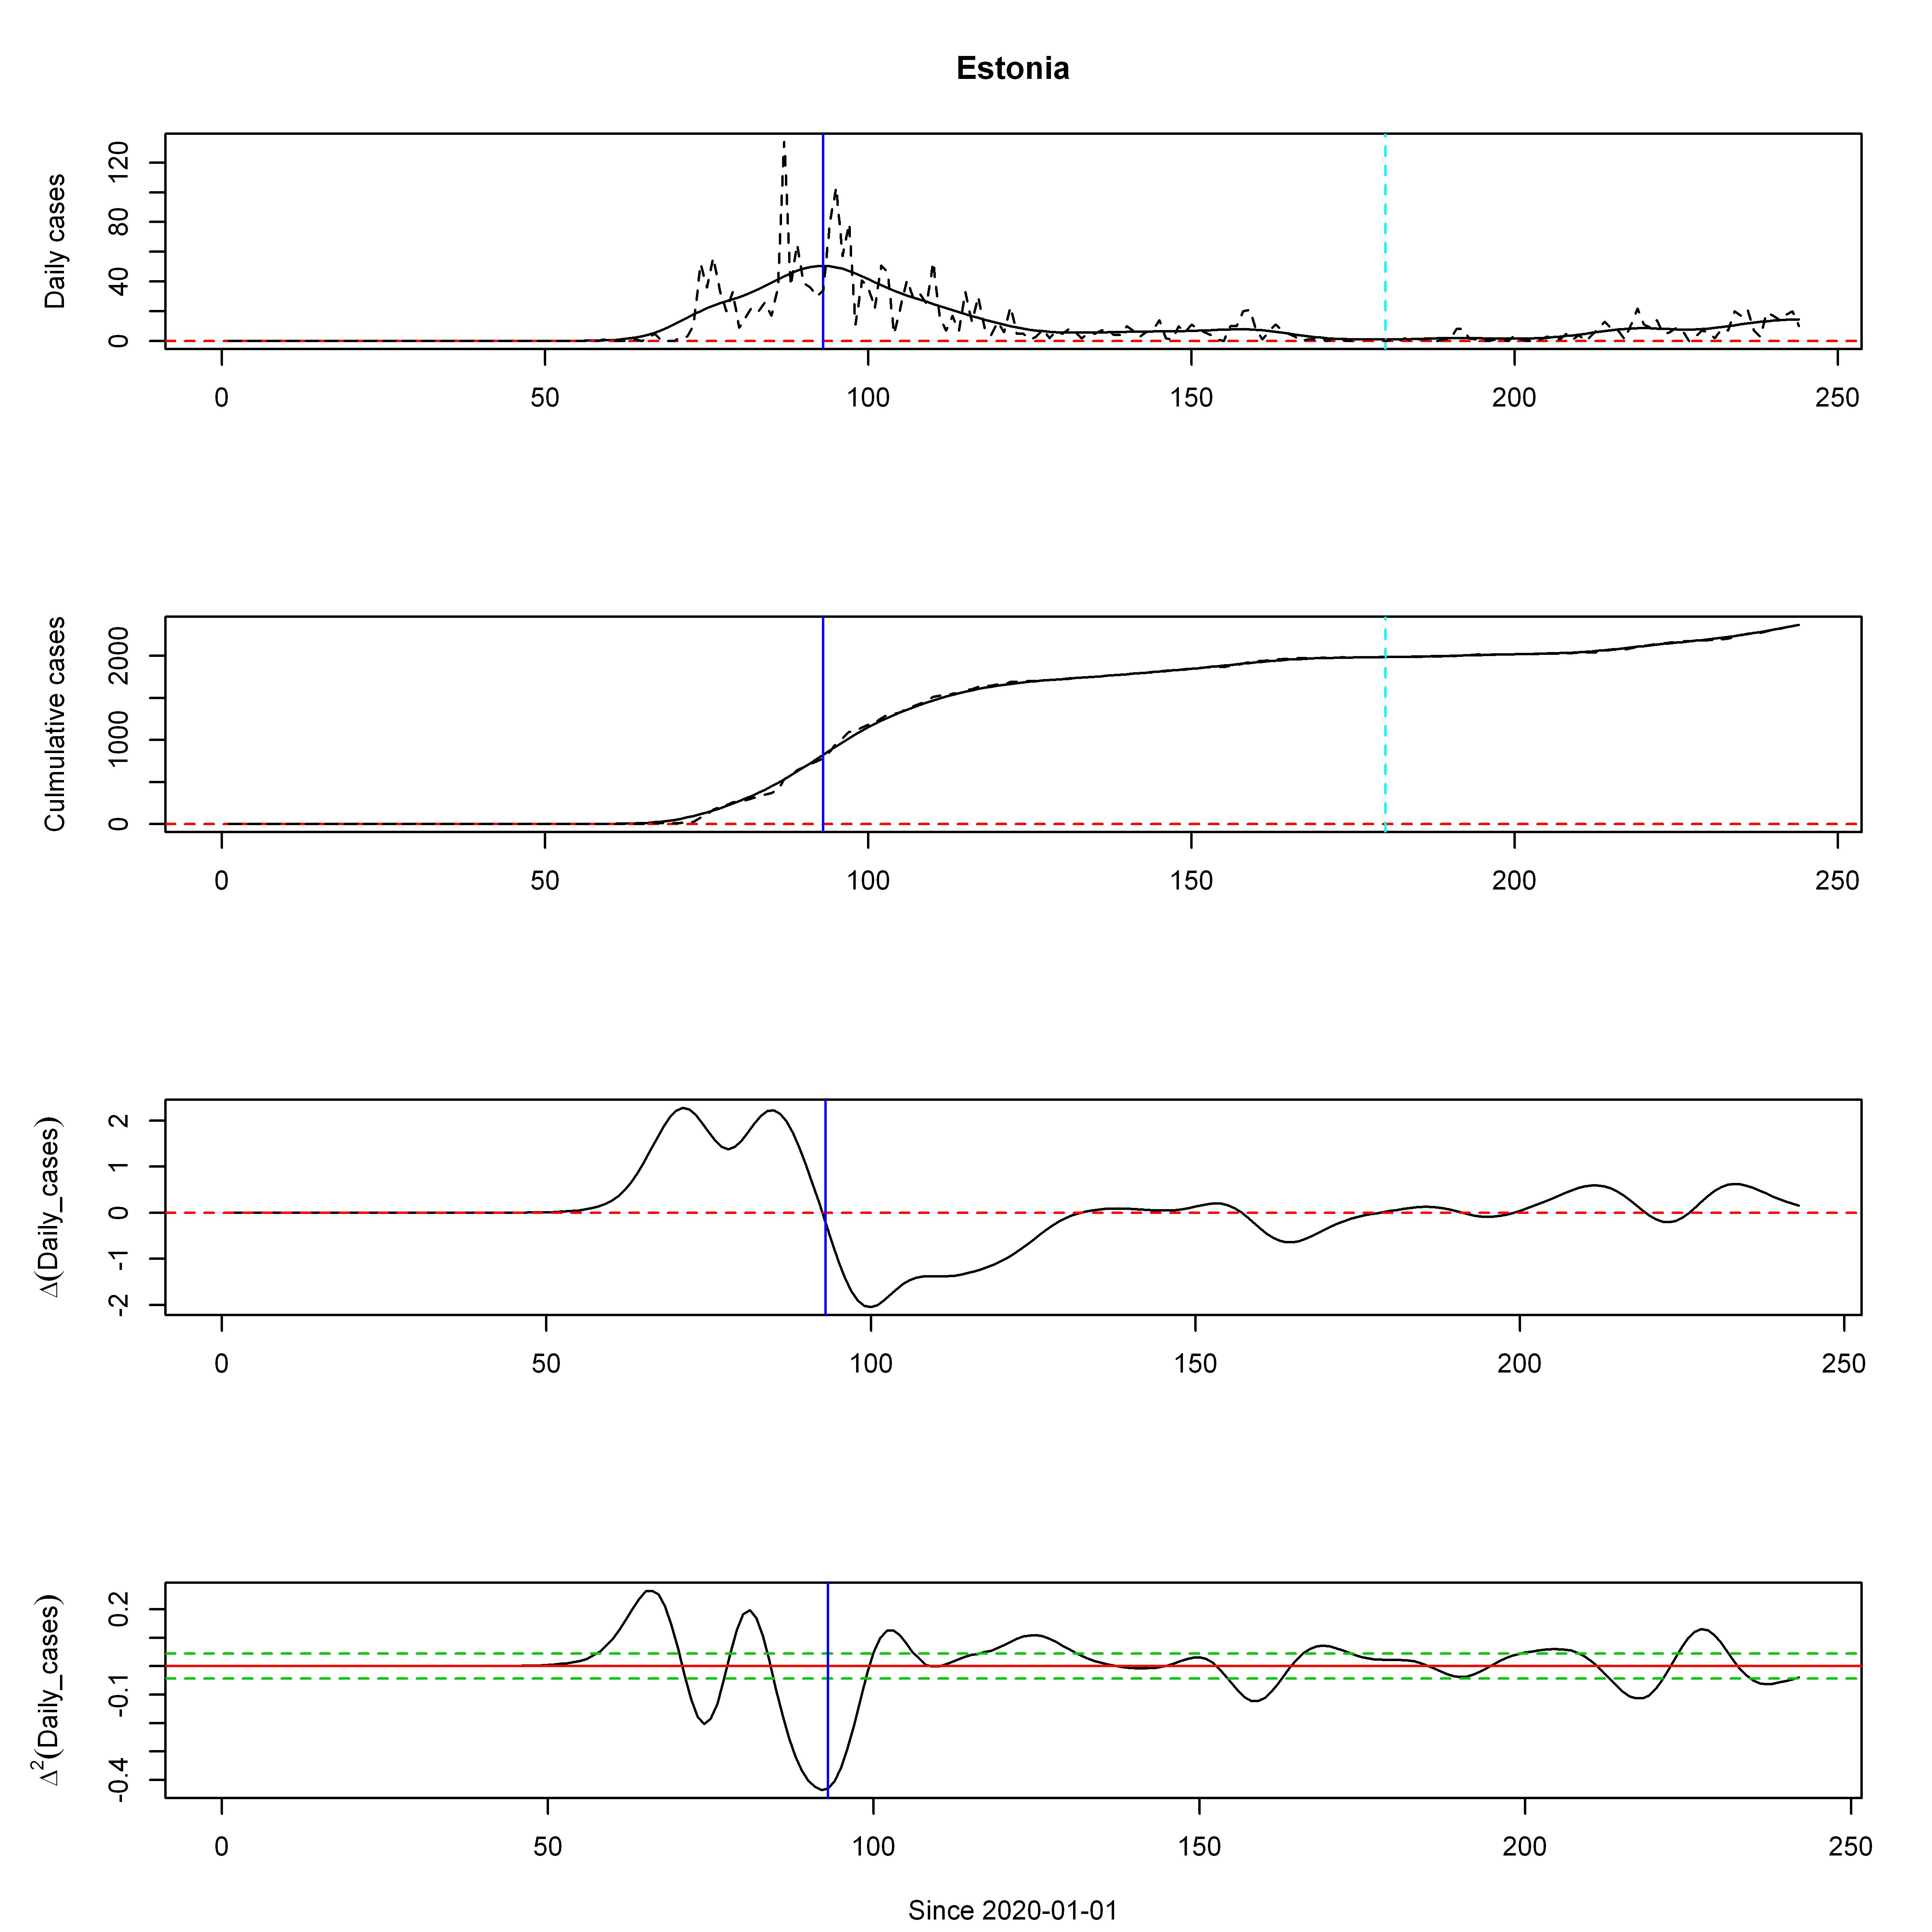 Estonia
Daily cases
0 40 80 120
0 50 100 150 200 250
Culmulative cases
0 1000 2000
0 50 100 150 200 250
Δ(Daily_cases)
-2 -1 0 1 2
0 50 100 150 200 250
Δ²(Daily_cases)
-0.4 -0.1 0.2
0 50 100 150 200 250
Since 2020-01-01